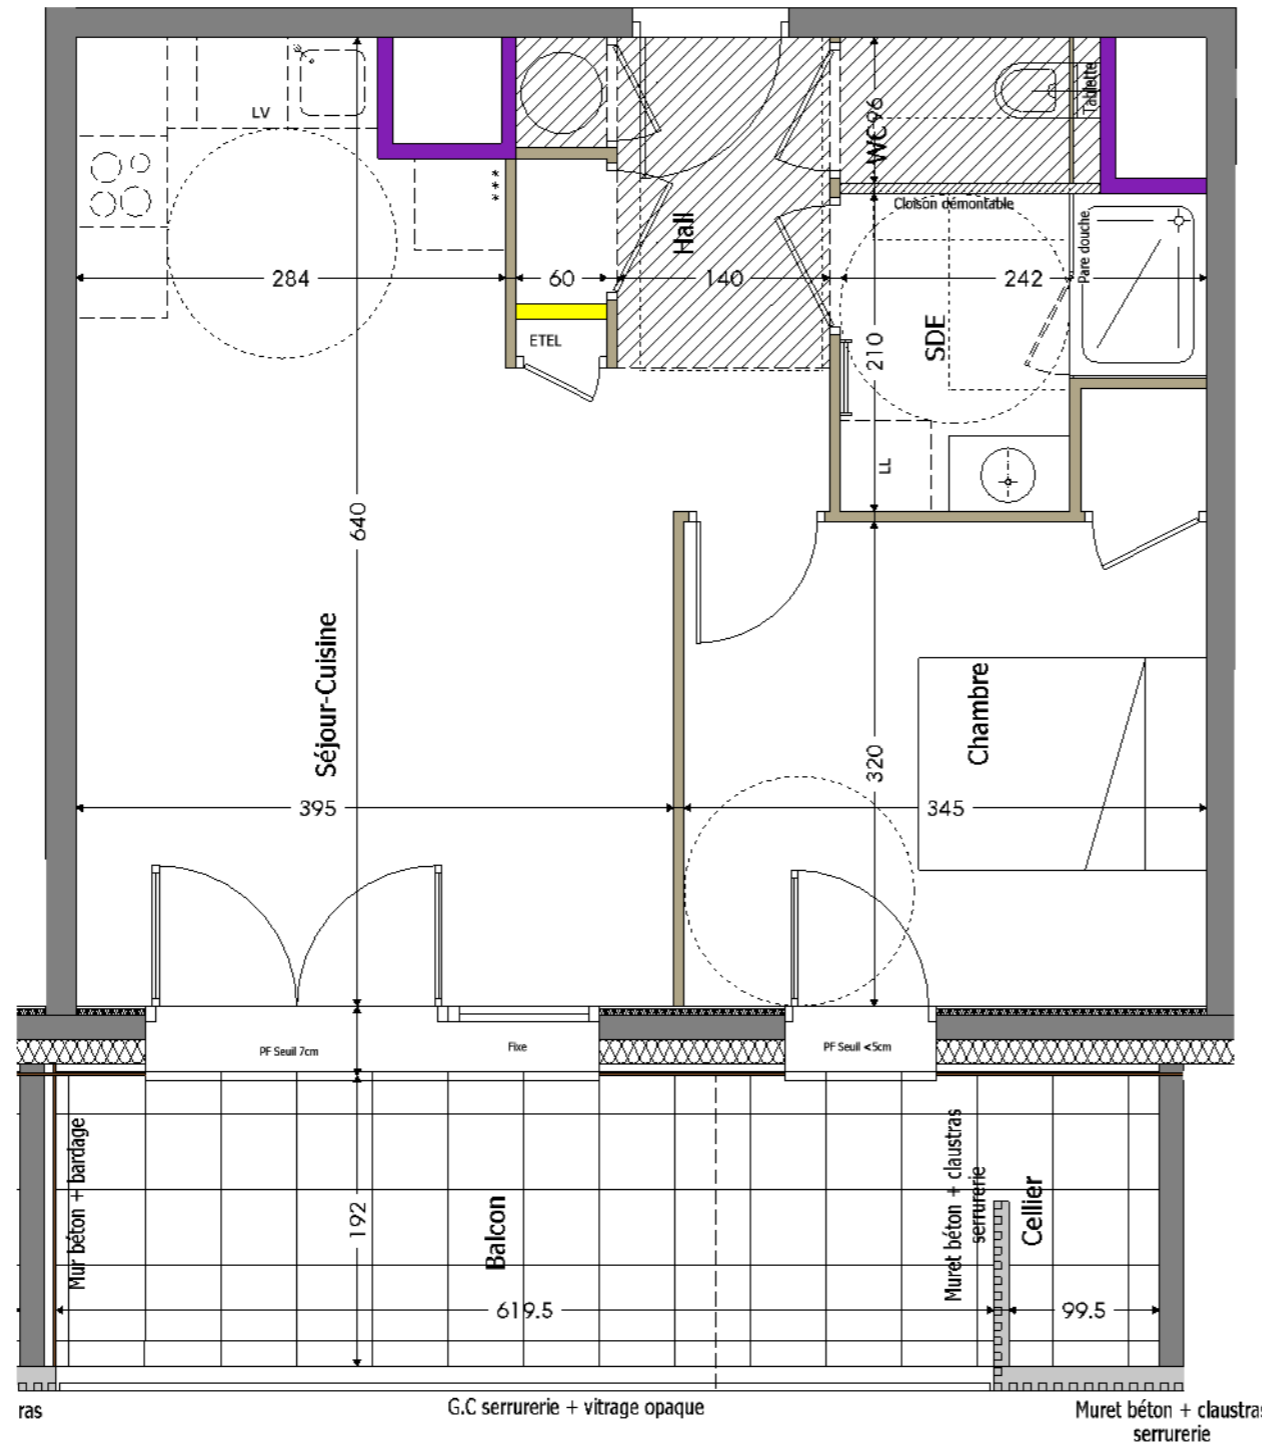 LV
***
WC
96
Tablette
Cloison démontable
Hall
Pare douche
284
60
140
242
ETEL
SDE
210
LL
640
Séjour-Cuisine
Chambre
320
395
345
PF Seuil 7cm
Fixe
PF Seuil <5cm
Mur béton + bardage
192
Balcon
Muret béton + claustras
serrurerie
Cellier
619.5
99.5
ras
G.C serrurerie + vitrage opaque
Muret béton + claustras
serrurerie